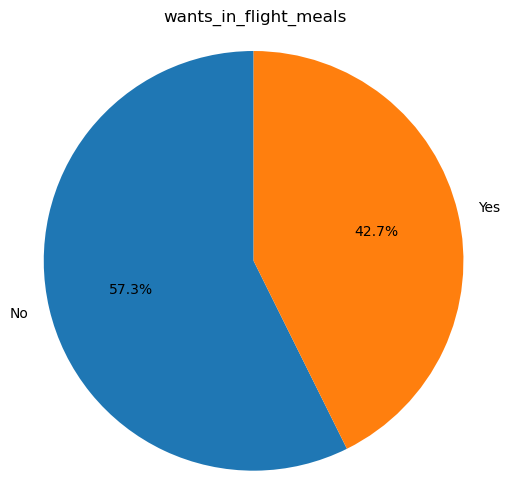 wants_in_flight_meals
Yes
42.7%
57.3%
No